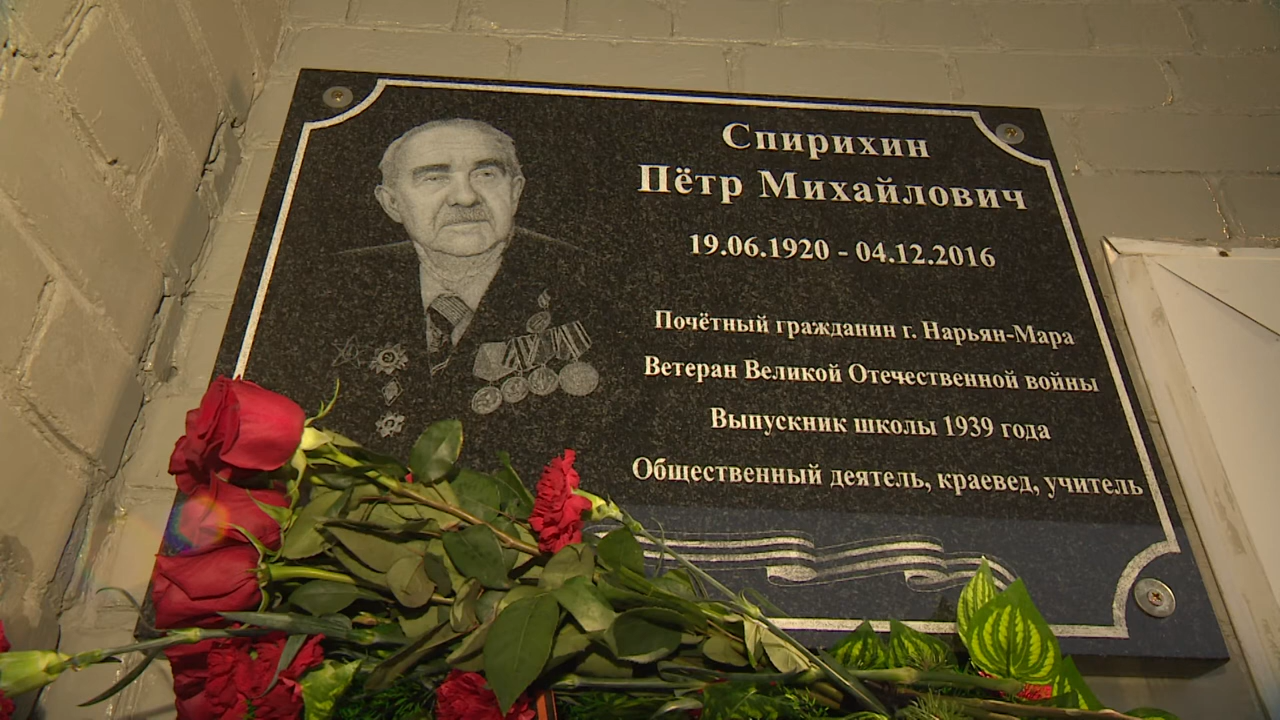 Спирихин
Пётр Михайлович
19.06.1920 - 04.12.2016
Почётный гражданин г. Нарьян-Мара
Ветеран Великой Отечественной войны
Выпускник школы 1939 года
Общественный деятель, краевед, учитель